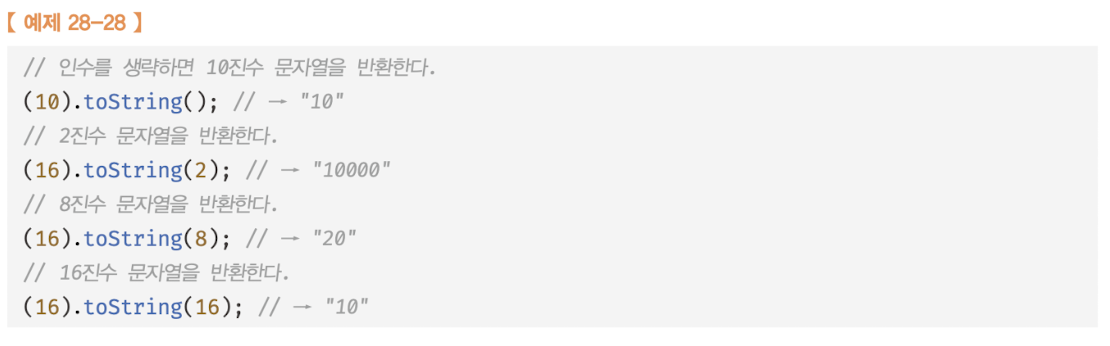 【 예제 28-28 】
// 인수를 생략하면 10진수 문자열을 반환한다.
(10).toString(); // → "10"
// 2진수 문자열을 반환한다.
(16).toString(2); // → "10000"
// 8진수 문자열을 반환한다.
(16).toString(8); // → "20"
// 16진수 문자열을 반환한다.
(16).toString(16); // → "10"